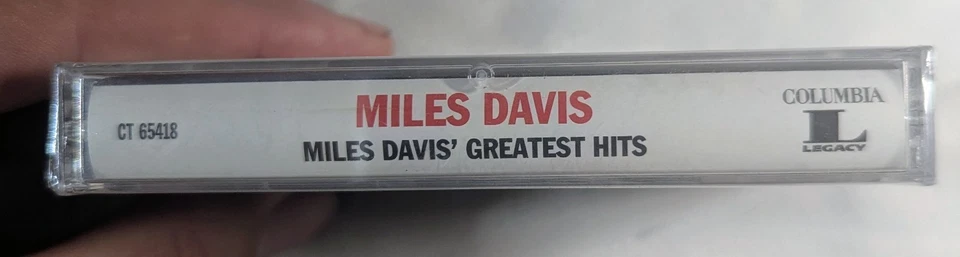 CT 65418
MILES DAVIS
MILES DAVIS' GREATEST HITS
COLUMBIA
L
LEGACY